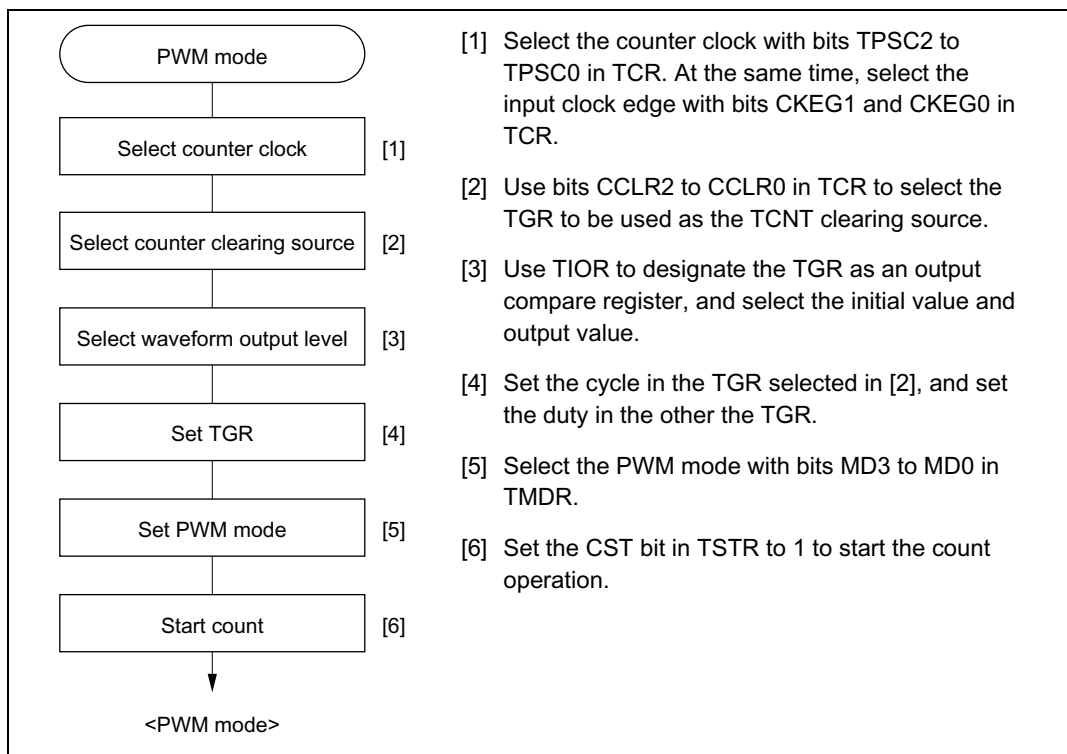 PWM mode
Select counter clock
[1]
Select counter clearing source
[2]
Select waveform output level
[3]
Set TGR
[4]
Set PWM mode
[5]
Start count
[6]
<PWM mode>
[1] Select the counter clock with bits TPSC2 to
TPSC0 in TCR. At the same time, select the
input clock edge with bits CKEG1 and CKEG0 in
TCR.
[2] Use bits CCLR2 to CCLR0 in TCR to select the
TGR to be used as the TCNT clearing source.
[3] Use TIOR to designate the TGR as an output
compare register, and select the initial value and
output value.
[4] Set the cycle in the TGR selected in [2], and set
the duty in the other the TGR.
[5] Select the PWM mode with bits MD3 to MD0 in
TMDR.
[6] Set the CST bit in TSTR to 1 to start the count
operation.